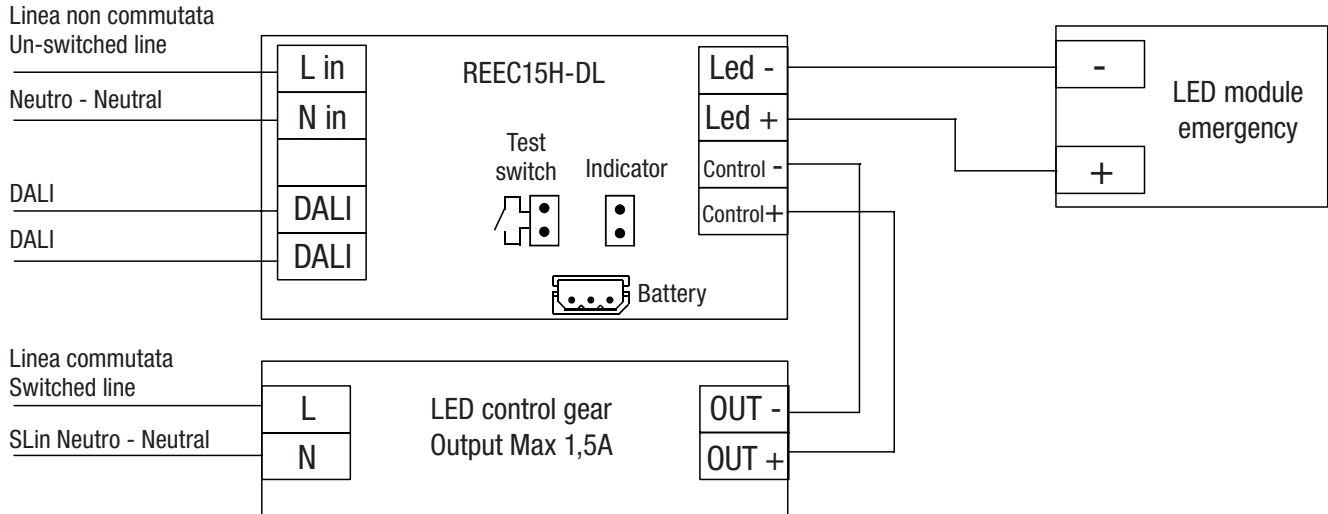 Linea non commutata
Un-switched line
Neutro - Neutral
DALI
DALI
L in
N in
DALI
DALI
REEC15H-DL
Test
switch
Indicator
Battery
Led -
Led +
Control -
Control+
-
+
LED module
emergency
Linea commutata
Switched line
SLin Neutro - Neutral
L
N
LED control gear
Output Max 1,5A
OUT -
OUT +